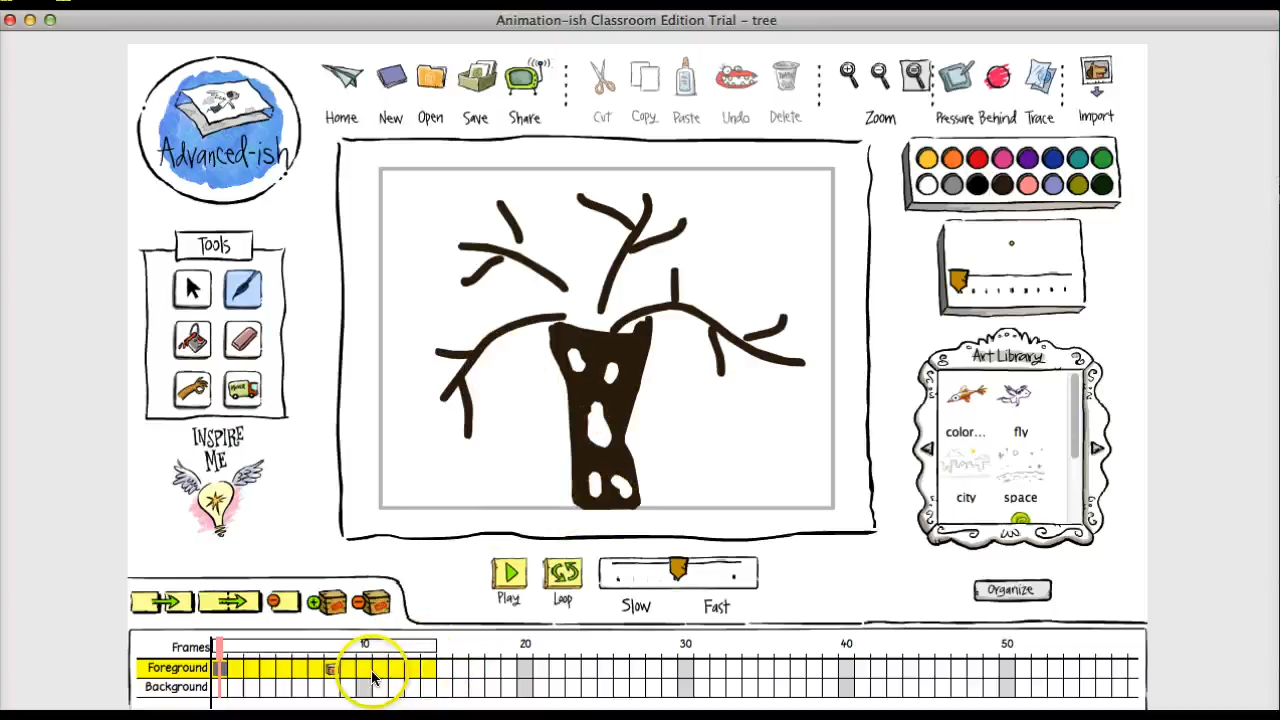 Animation-ish Classroom Edition Trial - tree
Advanced-ish
Home New Open Save Share Cut Copy Paste Undo Delete Zoom Pressure Behind Trace Import
Tools
INSPIRE
ME
Art Library
color... fly
city space
Play Loop Slow Fast
Organize
Frames 10 20 30 40 50
Foreground
Background